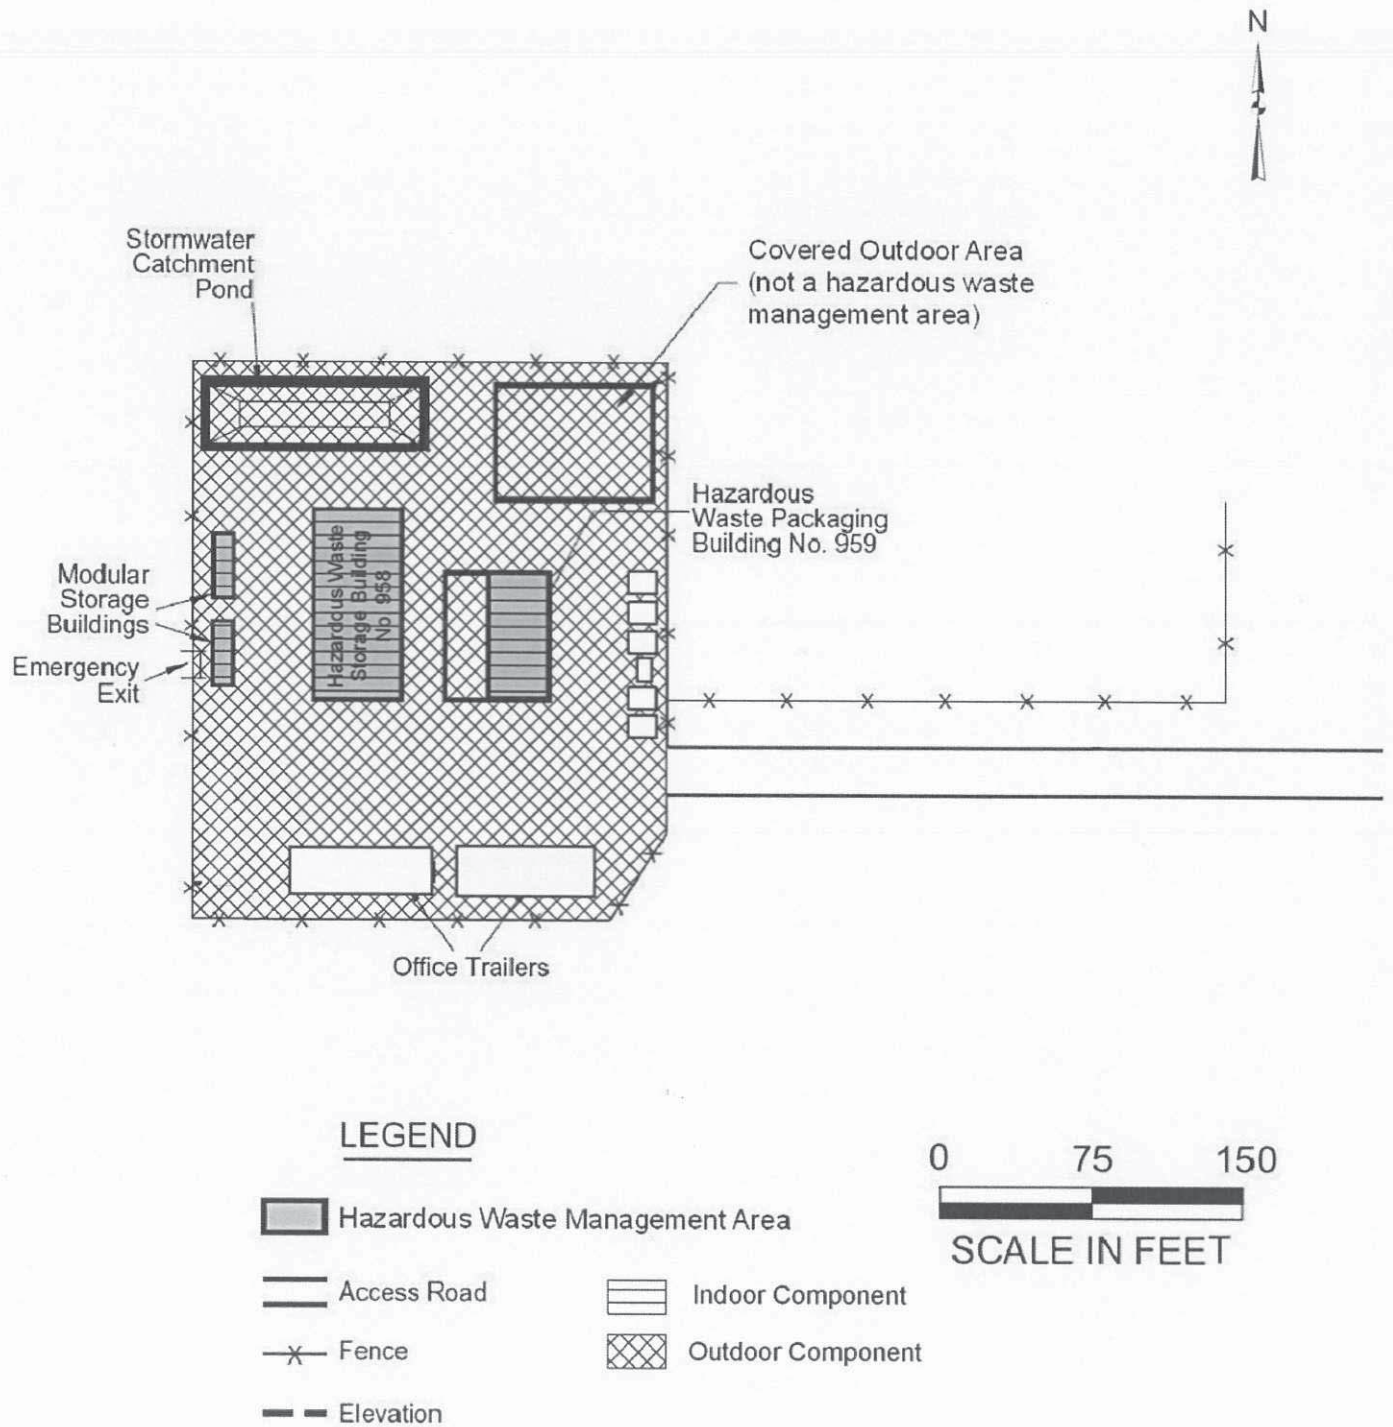 N
Stormwater
Catchment
Pond
Covered Outdoor Area
(not a hazardous waste
management area)
Hazardous
Waste Packaging
Building No. 959
Modular
Storage
Buildings
Hazardous Waste
Storage Building
No. 958
Emergency
Exit
Office Trailers
LEGEND
Hazardous Waste Management Area
Access Road
Fence
Elevation
Indoor Component
Outdoor Component
0 75 150
SCALE IN FEET